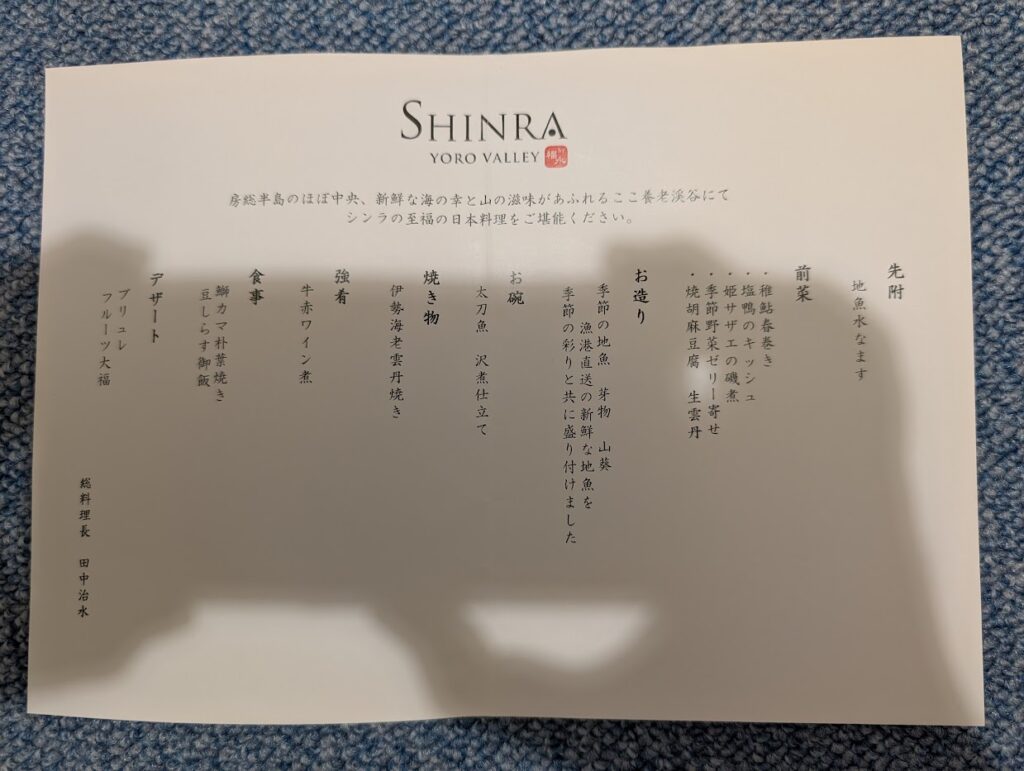 SHINRA
YORO VALLEY
房総半島のほぼ中央、新鮮な海の幸と山の滋味があふれるここ養老渓谷にて
シンラの至福の日本料理をご堪能ください。
先附
地魚水なます
前菜
・稚鮎春巻き
・塩鴨のキッシュ
・姫サザエの磯煮
・季節野菜ゼリー寄せ
・焼胡麻豆腐　生雲丹
お造り
季節の地魚　芽物　山葵
漁港直送の新鮮な地魚を
季節の彩りと共に盛り付けました
お碗
太刀魚　沢煮仕立て
焼き物
伊勢海老雲丹焼き
強肴
牛赤ワイン煮
食事
鰤カマ朴葉焼き
豆しらす御飯
デザート
ブリュレ
フルーツ大福
総料理長　田中治水